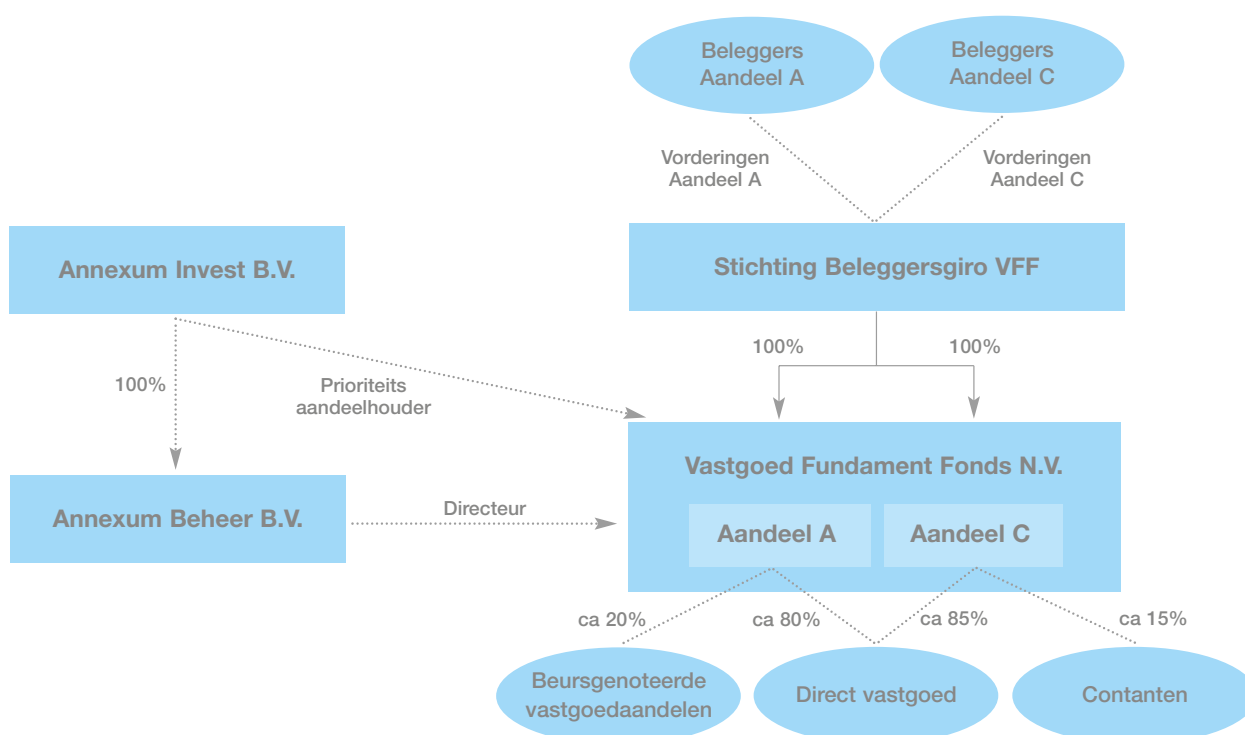 Beleggers
Aandeel A
Beleggers
Aandeel C
Vorderingen
Aandeel A
Vorderingen
Aandeel C
Annexum Invest B.V.
Stichting Beleggersgiro VFF
100%
100%
100%
Prioriteits
aandeelhouder
Vastgoed Fundament Fonds N.V.
Annexum Beheer B.V.
Directeur
Aandeel A
Aandeel C
ca 20%
ca 80%
ca 85%
ca 15%
Beursgenoteerde
vastgoedaandelen
Direct vastgoed
Contanten